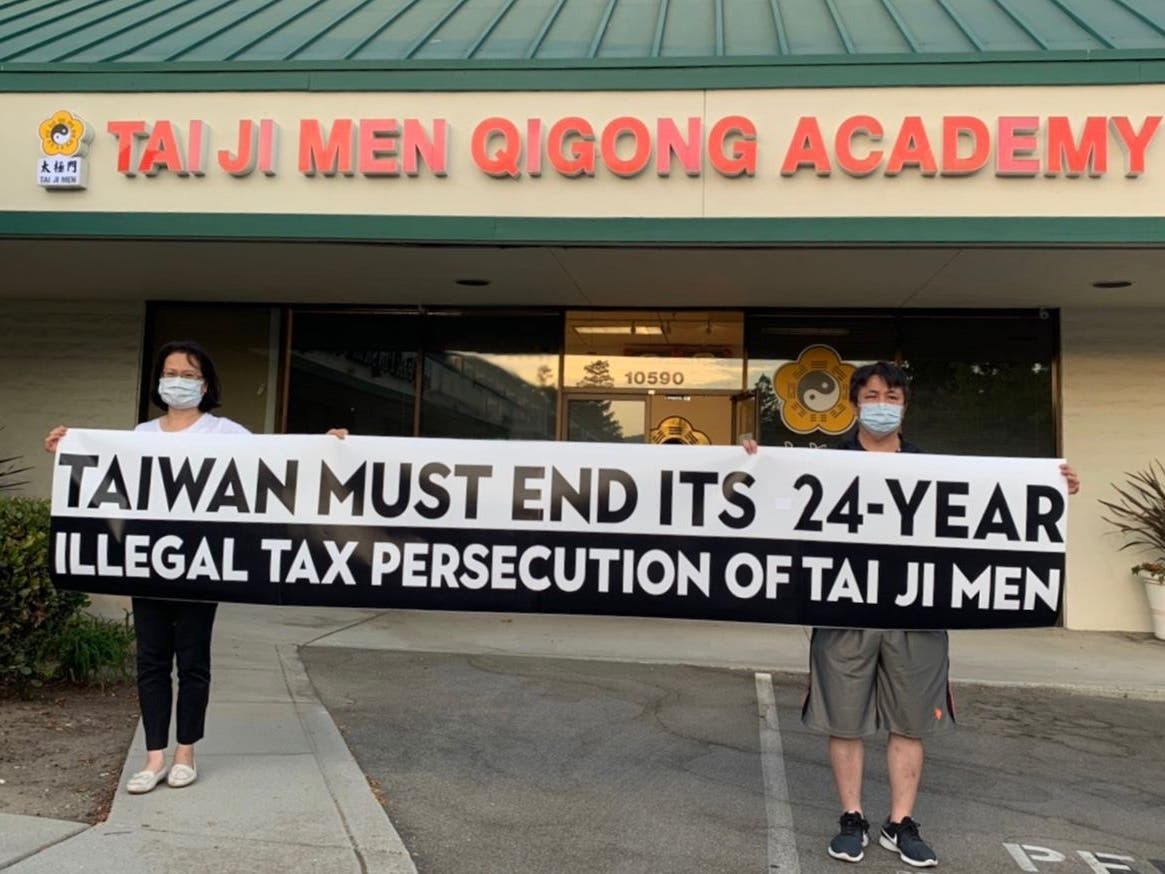 TAI JI MEN QIGONG ACADEMY
太極門
TAI JI MEN
10590
TAIWAN MUST END ITS 24-YEAR
ILLEGAL TAX PERSECUTION OF TAI JI MEN